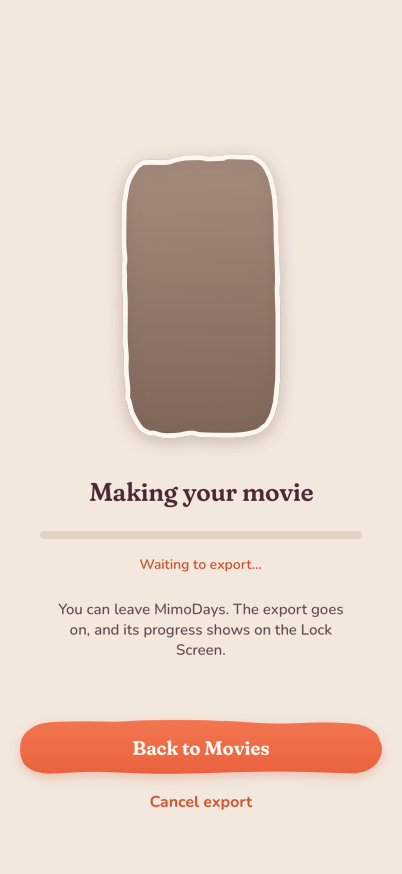 Making your movie
Waiting to export...
You can leave MimoDays. The export goes
on, and its progress shows on the Lock
Screen.
Back to Movies
Cancel export